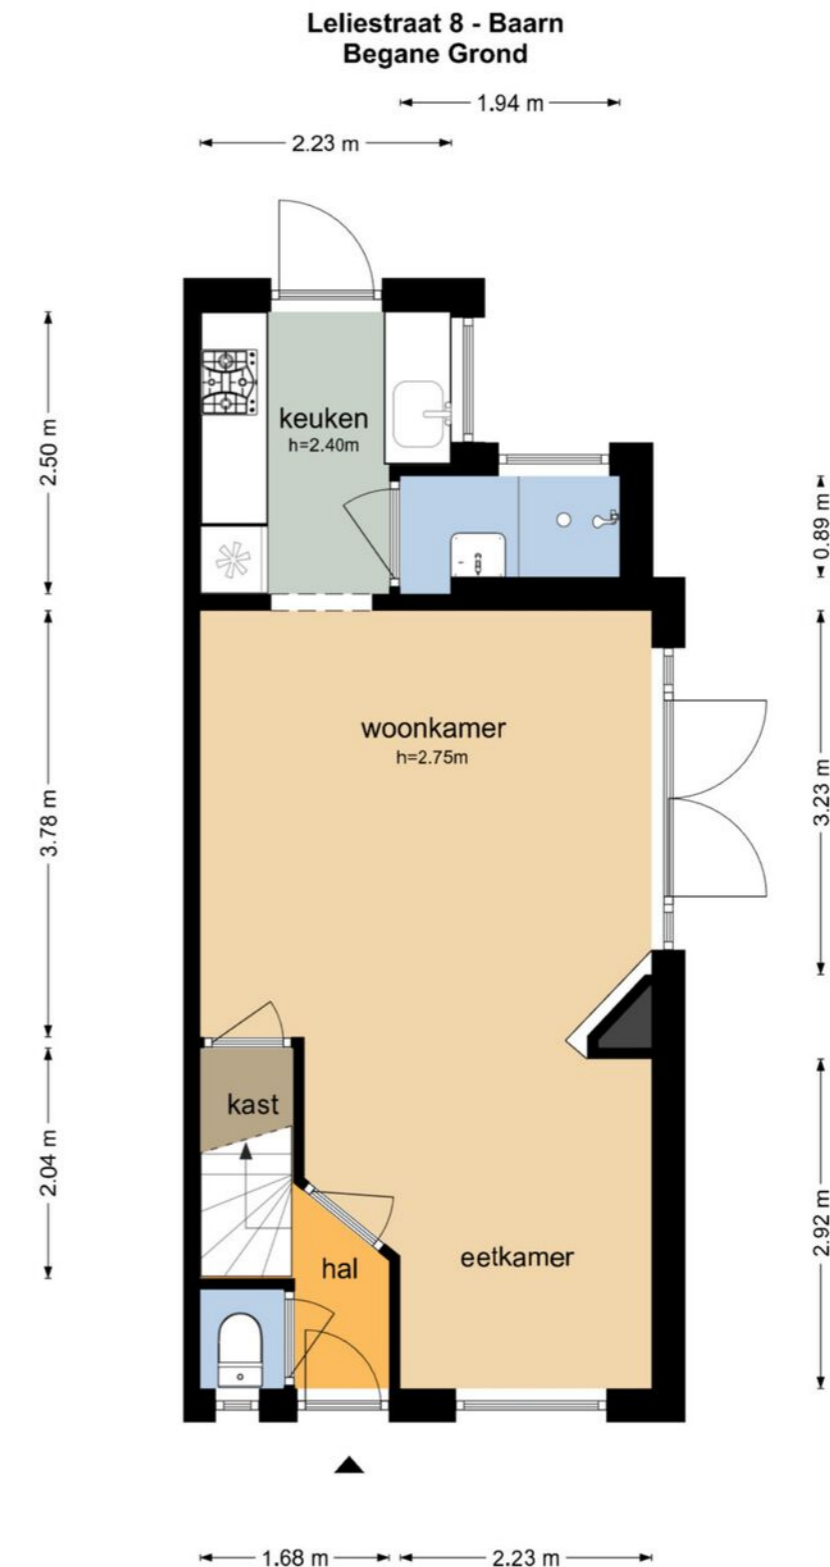 Leliestraat 8 - Baarn
Begane Grond
1.94 m
2.23 m
2.50 m
keuken
h=2.40m
0.89 m
woonkamer
h=2.75m
3.78 m
3.23 m
kast
2.04 m
hal
eetkamer
2.92 m
1.68 m
2.23 m